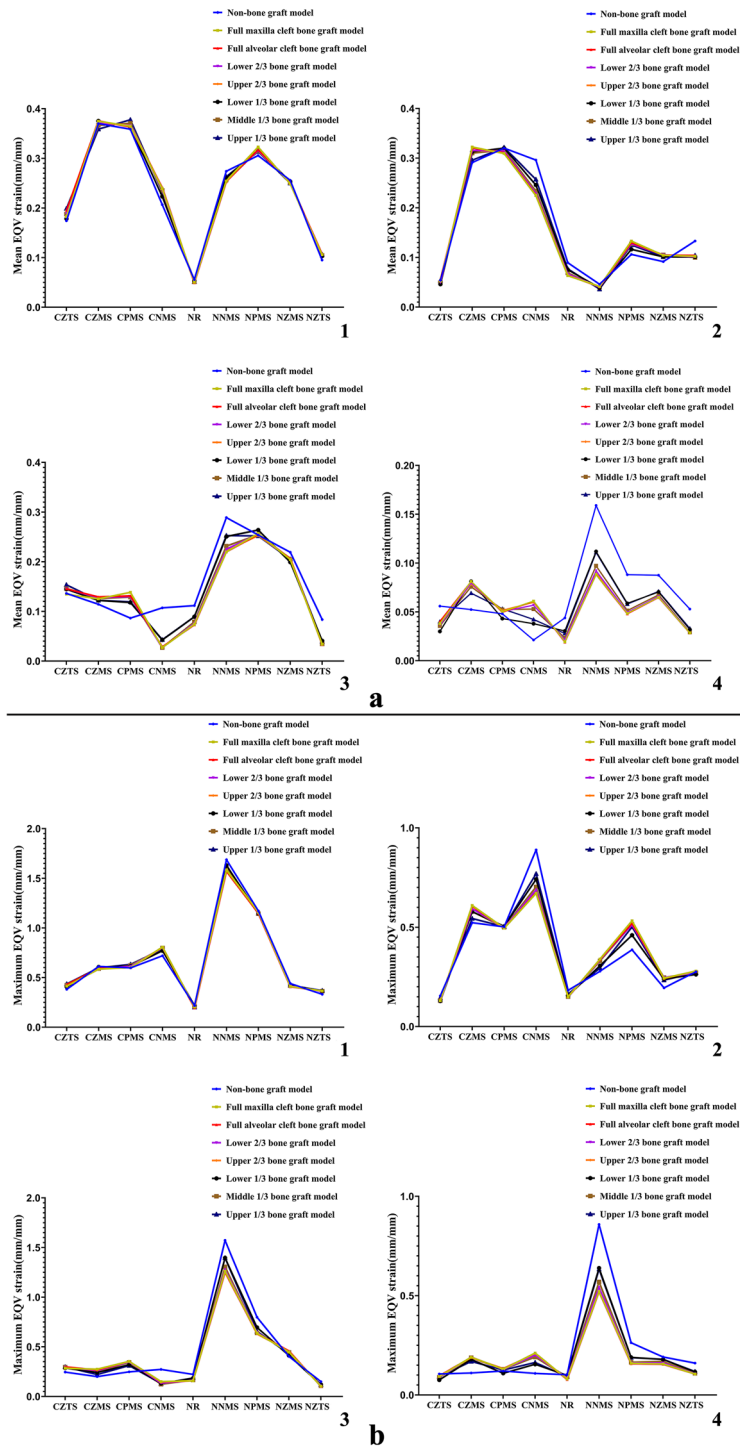 Non-bone graft model
Full maxilla cleft bone graft model
Full alveolar cleft bone graft model
Lower 2/3 bone graft model
Upper 2/3 bone graft model
Lower 1/3 bone graft model
Middle 1/3 bone graft model
Upper 1/3 bone graft model
Mean EQV strain(mm/mm)
0.4
0.3
0.2
0.1
0.0
CZTS CZMS CPMS CNMS NR NNMS NPMS NZMS NZTS
1
Non-bone graft model
Full maxilla cleft bone graft model
Full alveolar cleft bone graft model
Lower 2/3 bone graft model
Upper 2/3 bone graft model
Lower 1/3 bone graft model
Middle 1/3 bone graft model
Upper 1/3 bone graft model
Mean EQV strain(mm/mm)
0.4
0.3
0.2
0.1
0.0
CZTS CZMS CPMS CNMS NR NNMS NPMS NZMS NZTS
2
Non-bone graft model
Full maxilla cleft bone graft model
Full alveolar cleft bone graft model
Lower 2/3 bone graft model
Upper 2/3 bone graft model
Lower 1/3 bone graft model
Middle 1/3 bone graft model
Upper 1/3 bone graft model
Mean EQV strain(mm/mm)
0.4
0.3
0.2
0.1
0.0
CZTS CZMS CPMS CNMS NR NNMS NPMS NZMS NZTS
3
Non-bone graft model
Full maxilla cleft bone graft model
Full alveolar cleft bone graft model
Lower 2/3 bone graft model
Upper 2/3 bone graft model
Lower 1/3 bone graft model
Middle 1/3 bone graft model
Upper 1/3 bone graft model
Mean EQV strain(mm/mm)
0.20
0.15
0.10
0.05
0.00
CZTS CZMS CPMS CNMS NR NNMS NPMS NZMS NZTS
4
a
Non-bone graft model
Full maxilla cleft bone graft model
Full alveolar cleft bone graft model
Lower 2/3 bone graft model
Upper 2/3 bone graft model
Lower 1/3 bone graft model
Middle 1/3 bone graft model
Upper 1/3 bone graft model
Maximum EQV strain(mm/mm)
2.0
1.5
1.0
0.5
0.0
CZTS CZMS CPMS CNMS NR NNMS NPMS NZMS NZTS
1
Non-bone graft model
Full maxilla cleft bone graft model
Full alveolar cleft bone graft model
Lower 2/3 bone graft model
Upper 2/3 bone graft model
Lower 1/3 bone graft model
Middle 1/3 bone graft model
Upper 1/3 bone graft model
Maximum EQV strain(mm/mm)
1.0
0.5
0.0
CZTS CZMS CPMS CNMS NR NNMS NPMS NZMS NZTS
2
Non-bone graft model
Full maxilla cleft bone graft model
Full alveolar cleft bone graft model
Lower 2/3 bone graft model
Upper 2/3 bone graft model
Lower 1/3 bone graft model
Middle 1/3 bone graft model
Upper 1/3 bone graft model
Maximum EQV strain(mm/mm)
2.0
1.5
1.0
0.5
0.0
CZTS CZMS CPMS CNMS NR NNMS NPMS NZMS NZTS
3
Non-bone graft model
Full maxilla cleft bone graft model
Full alveolar cleft bone graft model
Lower 2/3 bone graft model
Upper 2/3 bone graft model
Lower 1/3 bone graft model
Middle 1/3 bone graft model
Upper 1/3 bone graft model
Maximum EQV strain(mm/mm)
1.0
0.5
0.0
CZTS CZMS CPMS CNMS NR NNMS NPMS NZMS NZTS
4
b